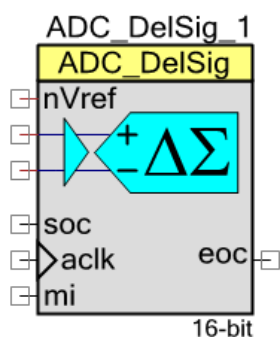 ADC_DelSig_1
ADC_DelSig
nVref
+
− ΔΣ
soc
aclk eoc
mi
16-bit